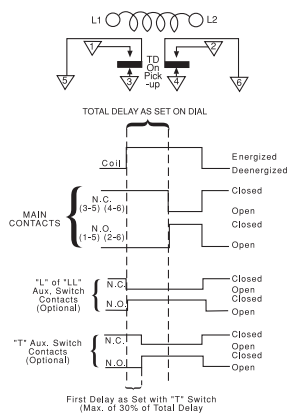 L1 L2
1 2
TD
On
Pick
-up
5 3 4 6
TOTAL DELAY AS SET ON DIAL
Coil
Energized
Deenergized
MAIN
CONTACTS
N.C.
(3-5) (4-6)
Closed
Open
N.O.
(1-5) (2-6)
Closed
Open
"L" of "LL"
Aux, Switch
Contacts
(Optional)
N.C.
Closed
Open
N.O.
Closed
Open
"T" Aux. Switch
Contacts
(Optional)
N.C.
Closed
Open
N.O.
Closed
Open
First Delay as Set with "T" Switch
(Max. of 30% of Total Delay